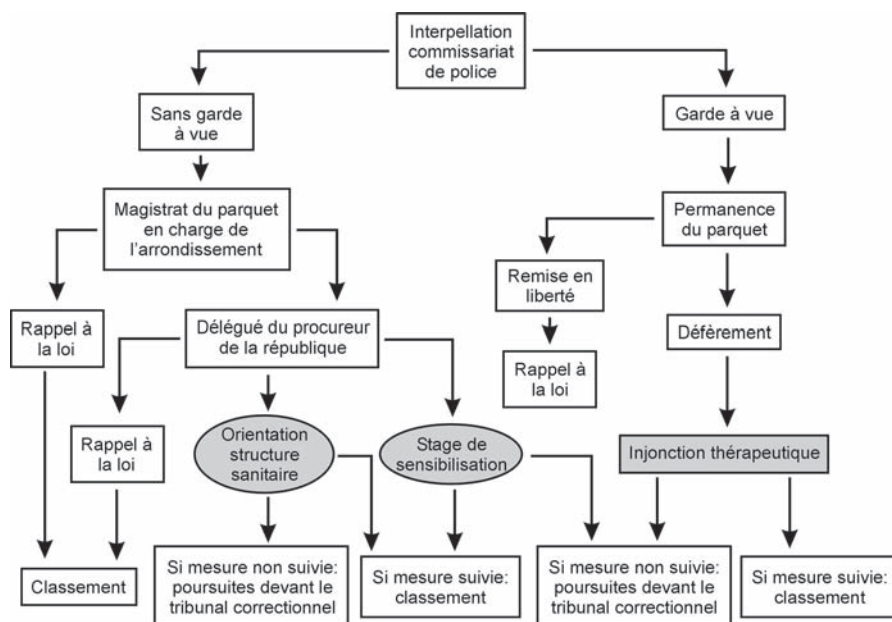 Interpellation
commissariat
de police
Sans garde
à vue
Garde à vue
Magistrat du parquet
en charge de
l'arrondissement
Permanence
du parquet
Remise en
liberté
Rappel à
la loi
Délégué du procureur
de la république
Défèrement
Rappel à
la loi
Rappel à
la loi
Orientation
structure
sanitaire
Stage de
sensibilisation
Injonction thérapeutique
Classement
Si mesure non suivie:
poursuites devant le
tribunal correctionnel
Si mesure suivie:
classement
Si mesure non suivie:
poursuites devant le
tribunal correctionnel
Si mesure suivie:
classement